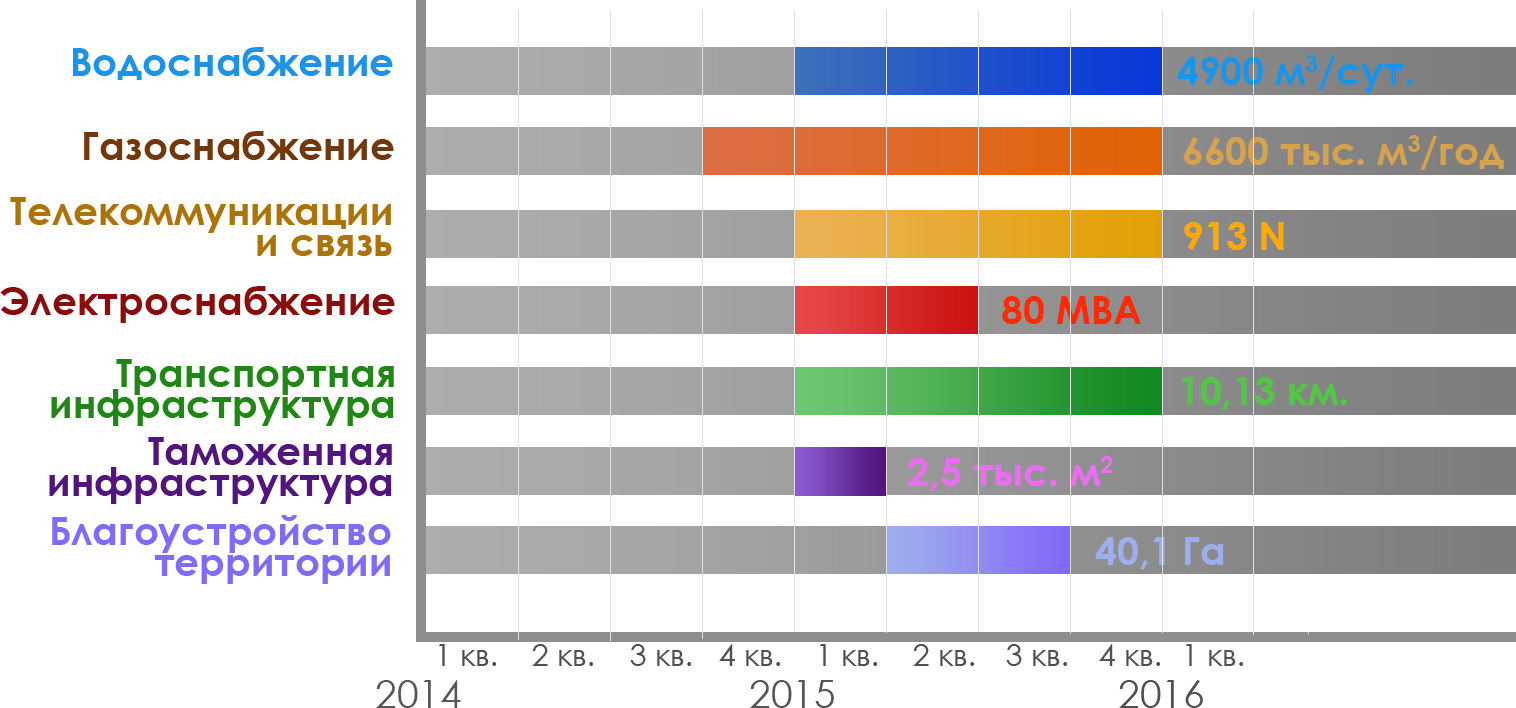 Водоснабжение
4900 м³/сут.
Газоснабжение
6600 тыс. м³/год
Телекоммуникации
и связь
913 N
Электроснабжение
80 МВА
Транспортная
инфраструктура
10,13 км.
Таможенная
инфраструктура
2,5 тыс. м²
Благоустройство
территории
40,1 Га
1 кв. 2 кв. 3 кв. 4 кв. 1 кв. 2 кв. 3 кв. 4 кв. 1 кв.
2014 2015 2016